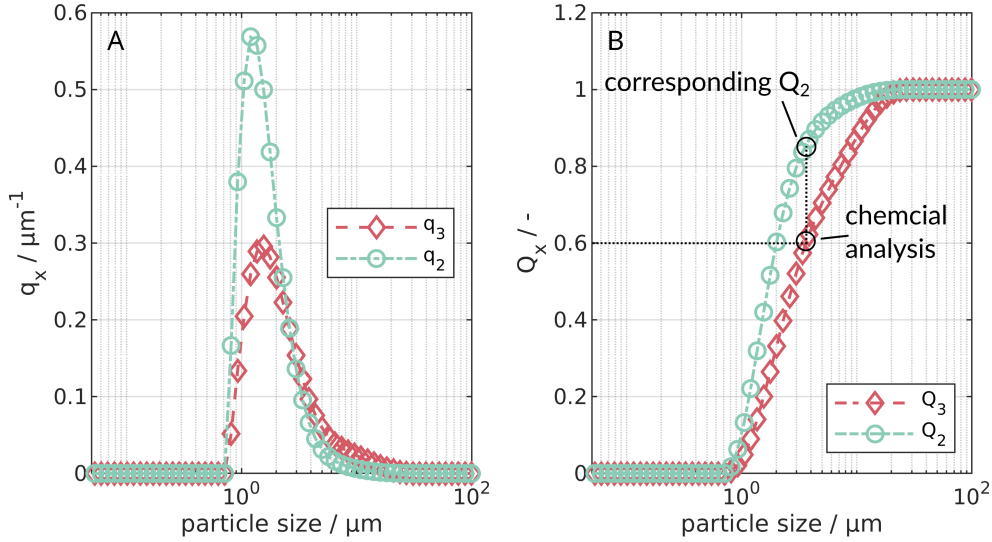 A
0.6
0.5
0.4
0.3
0.2
0.1
0
q_x / μm^-1
q_3
q_2
10^0
10^2
particle size / μm
B
1.2
1
0.8
0.6
0.4
0.2
0
Q_x / -
corresponding Q_2
chemcial
analysis
Q_3
Q_2
10^0
10^2
particle size / μm